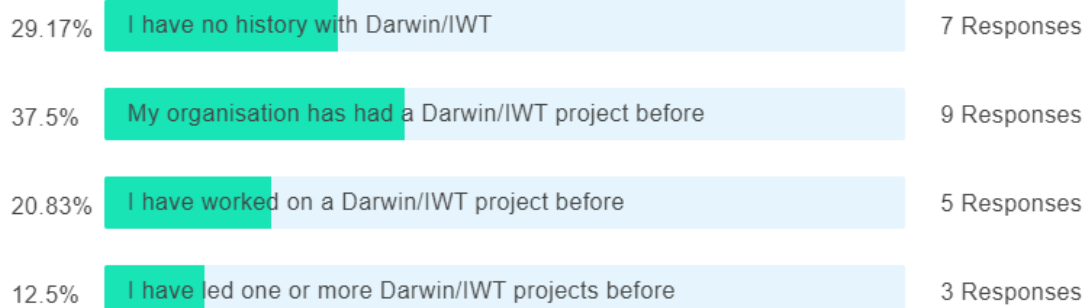 29.17% I have no history with Darwin/IWT 7 Responses
37.5% My organisation has had a Darwin/IWT project before 9 Responses
20.83% I have worked on a Darwin/IWT project before 5 Responses
12.5% I have led one or more Darwin/IWT projects before 3 Responses